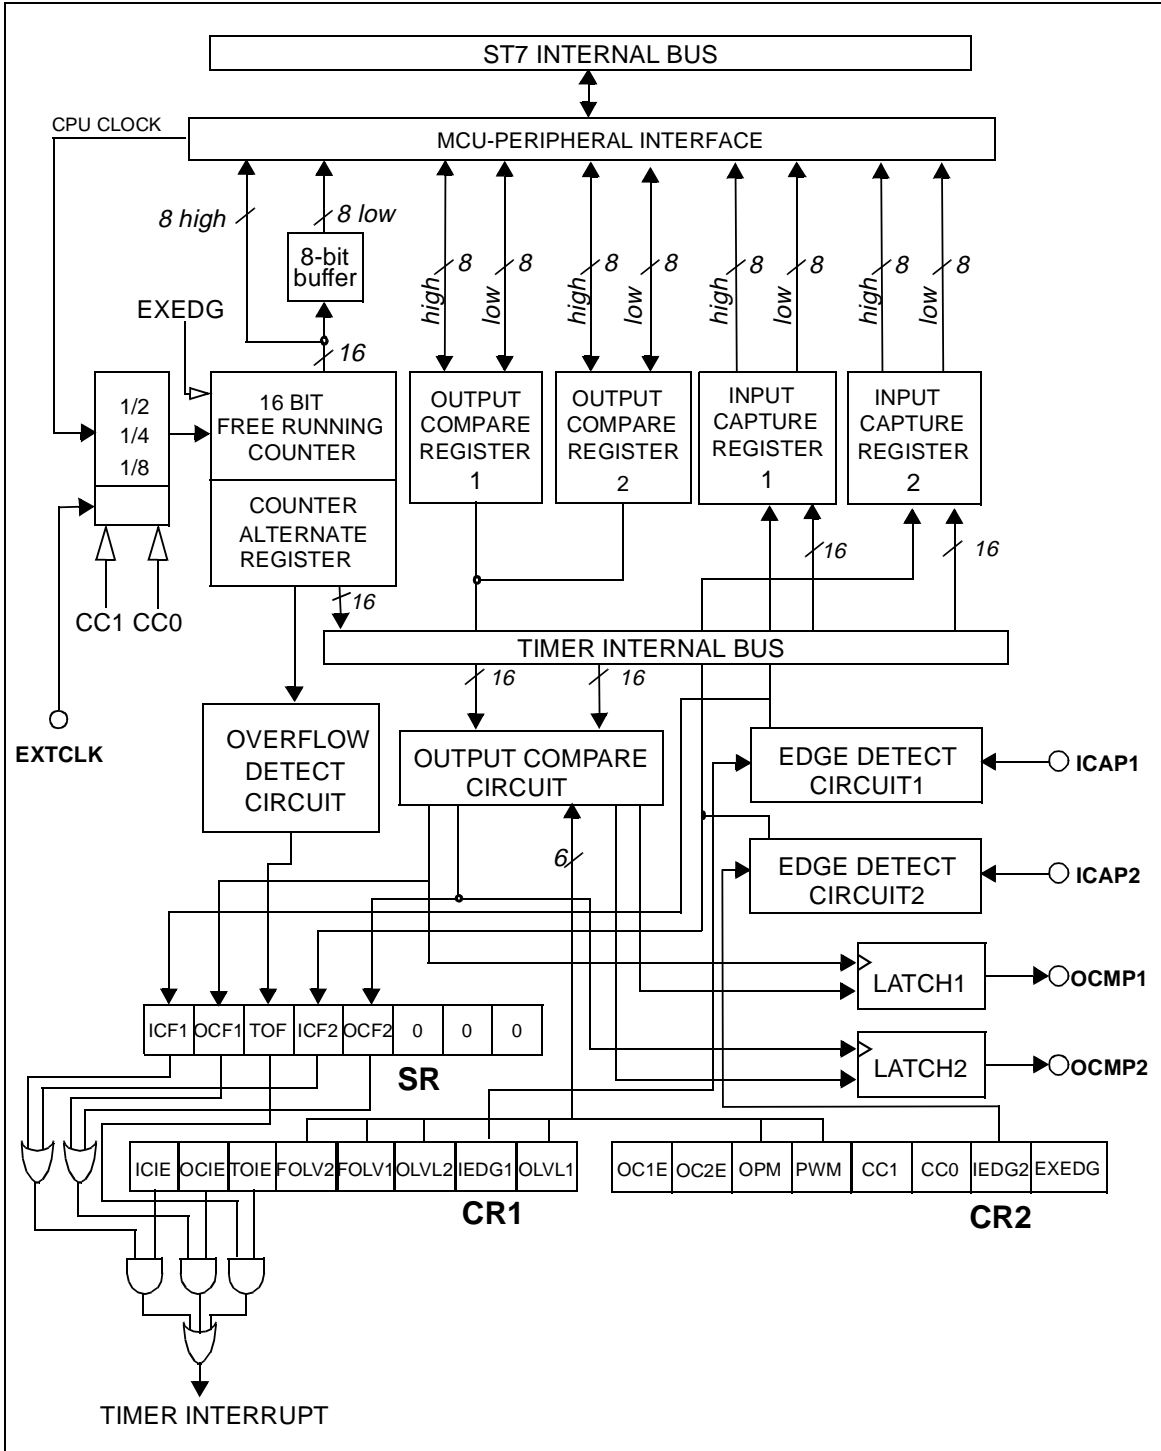 ST7 INTERNAL BUS
CPU CLOCK
MCU-PERIPHERAL INTERFACE
8 high
8 low
8-bit
buffer
high
8
low
8
high
8
low
8
high
8
low
8
high
8
low
8
EXEDG
16
1/2
1/4
1/8
16 BIT
FREE RUNNING
COUNTER
OUTPUT
COMPARE
REGISTER
1
OUTPUT
COMPARE
REGISTER
2
INPUT
CAPTURE
REGISTER
1
INPUT
CAPTURE
REGISTER
2
COUNTER
ALTERNATE
REGISTER
16
16
CC1 CC0
16
TIMER INTERNAL BUS
16
16
EXTCLK
OVERFLOW
DETECT
CIRCUIT
OUTPUT COMPARE
CIRCUIT
EDGE DETECT
CIRCUIT1
ICAP1
6
EDGE DETECT
CIRCUIT2
ICAP2
LATCH1
OCMP1
ICF1 OCF1 TOF ICF2 OCF2 0 0 0
SR
LATCH2
OCMP2
ICIE OCIE TOIE FOLV2 FOLV1 OLVL2 IEDG1 OLVL1
CR1
OC1E OC2E OPM PWM CC1 CC0 IEDG2 EXEDG
CR2
TIMER INTERRUPT